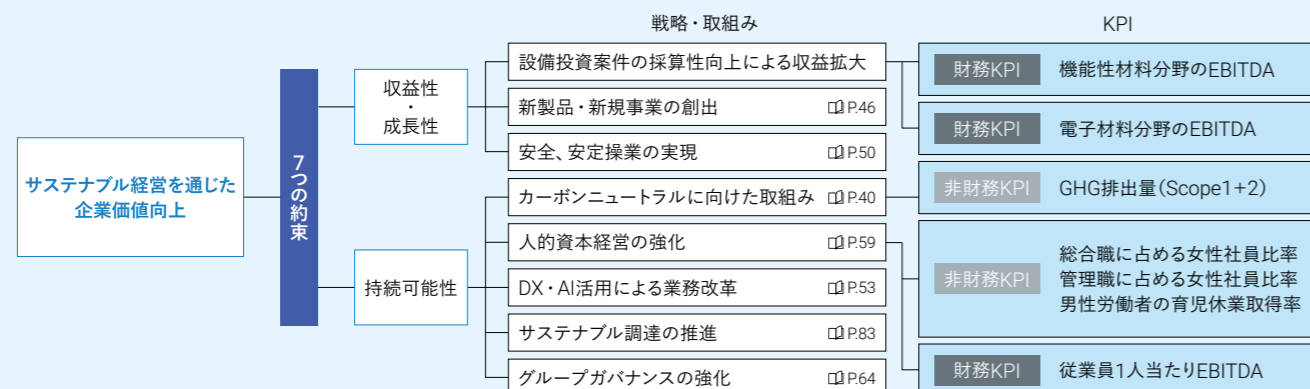 戦略・取組み
KPI
サステナブル経営を通じた
企業価値向上
7つの約束
収益性
・
成長性
設備投資案件の採算性向上による収益拡大
新製品・新規事業の創出 P.46
安全、安定操業の実現 P.50
持続可能性
カーボンニュートラルに向けた取組み P.40
人的資本経営の強化 P.59
DX・AI活用による業務改革 P.53
サステナブル調達の推進 P.83
グループガバナンスの強化 P.64
財務KPI 機能性材料分野のEBITDA
財務KPI 電子材料分野のEBITDA
非財務KPI GHG排出量(Scope1+2)
非財務KPI
総合職に占める女性社員比率
管理職に占める女性社員比率
男性労働者の育児休業取得率
財務KPI 従業員1人当たりEBITDA